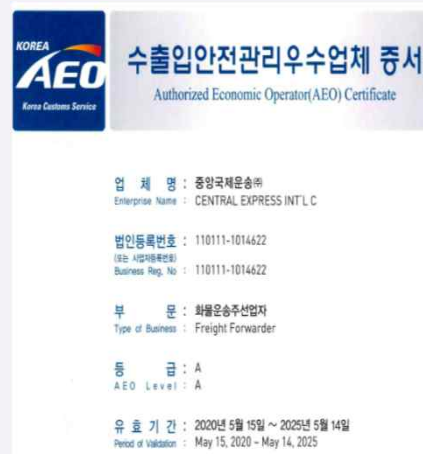 KOREA
AEO
Korea Customs Service
수출입안전관리우수업체 증서
Authorized Economic Operator(AEO) Certificate
업 체 명 : 중앙국제운송㈜
Enterprise Name : CENTRAL EXPRESS INT'L C
법인등록번호 : 110111-1014622
(또는 사업자등록번호)
Business Reg. No : 110111-1014622
부 문 : 화물운송주선업자
Type of Business : Freight Forwarder
등 급 : A
AEO Level : A
유 효 기 간 : 2020년 5월 15일 ~ 2025년 5월 14일
Period of Validation : May 15, 2020 - May 14, 2025